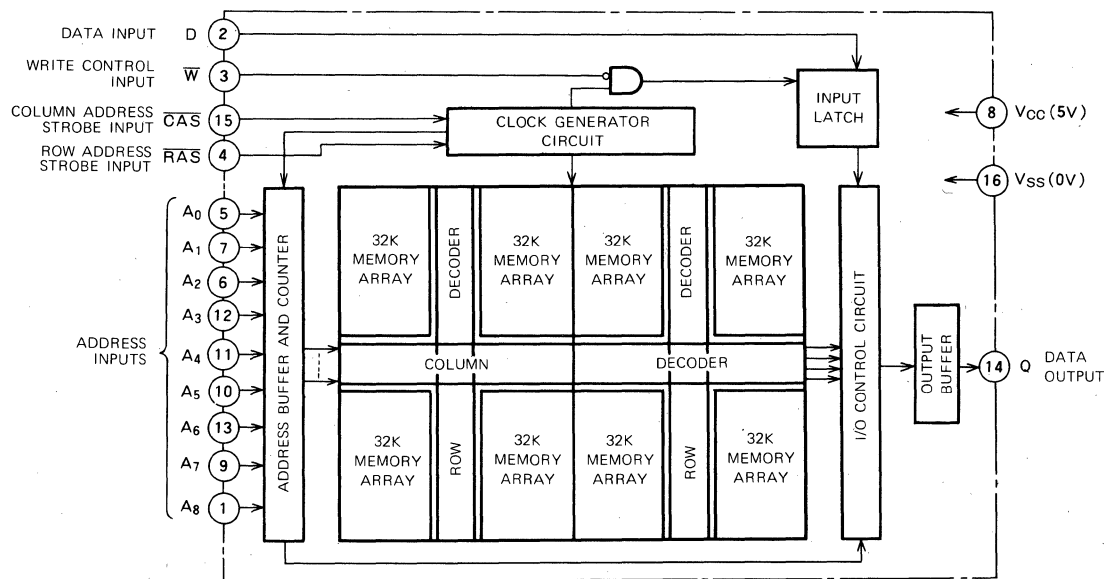 DATA INPUT D 2
WRITE CONTROL
INPUT W̅ 3
COLUMN ADDRESS
STROBE INPUT C̅A̅S̅ 15
ROW ADDRESS
STROBE INPUT R̅A̅S̅ 4
CLOCK GENERATOR
CIRCUIT
INPUT
LATCH
8 VCC (5V)
16 VSS (0V)
ADDRESS
INPUTS
A0 5
A1 7
A2 6
A3 12
A4 11
A5 10
A6 13
A7 9
A8 1
ADDRESS BUFFER AND COUNTER
32K
MEMORY
ARRAY
DECODER
32K
MEMORY
ARRAY
32K
MEMORY
ARRAY
DECODER
32K
MEMORY
ARRAY
COLUMN DECODER
32K
MEMORY
ARRAY
ROW
32K
MEMORY
ARRAY
32K
MEMORY
ARRAY
ROW
32K
MEMORY
ARRAY
I/O CONTROL CIRCUIT
OUTPUT
BUFFER
14 Q DATA
OUTPUT